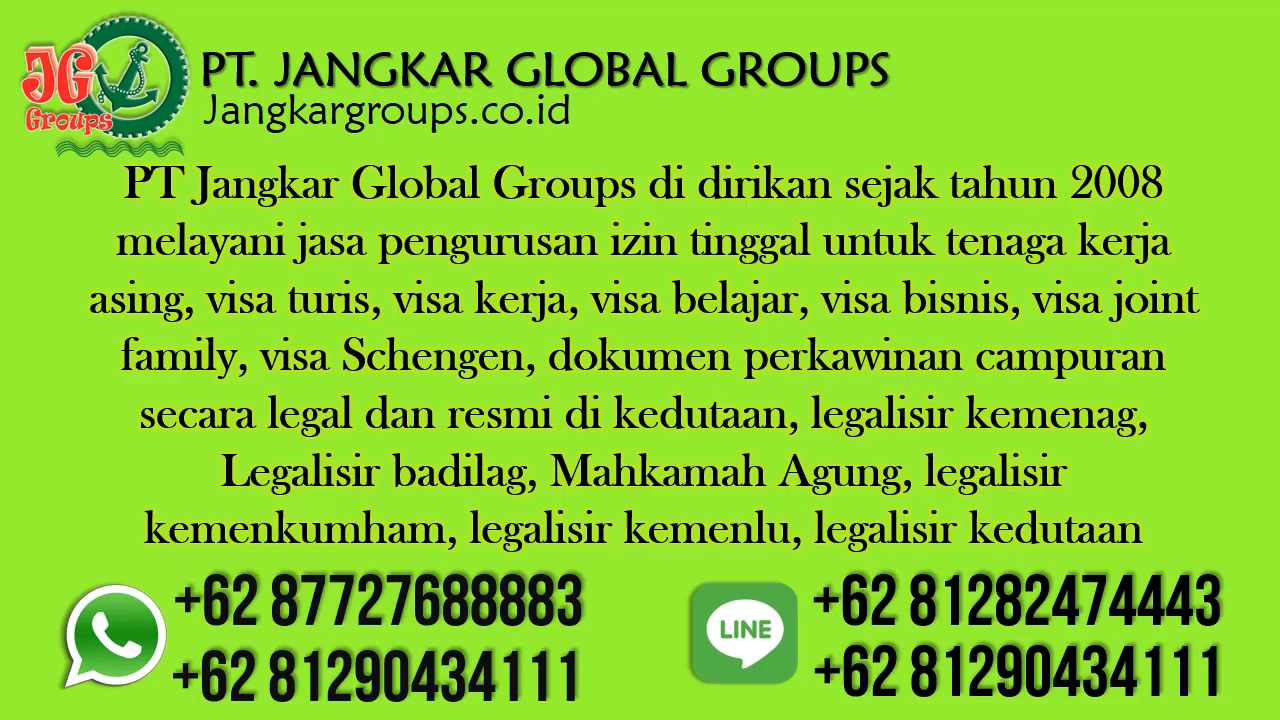 JG
Groups
PT. JANGKAR GLOBAL GROUPS
Jangkargroups.co.id
PT Jangkar Global Groups di dirikan sejak tahun 2008
melayani jasa pengurusan izin tinggal untuk tenaga kerja
asing, visa turis, visa kerja, visa belajar, visa bisnis, visa joint
family, visa Schengen, dokumen perkawinan campuran
secara legal dan resmi di kedutaan, legalisir kemenag,
Legalisir badilag, Mahkamah Agung, legalisir
kemenkumham, legalisir kemenlu, legalisir kedutaan
+62 87727688883
+62 81290434111
LINE
+62 81282474443
+62 81290434111